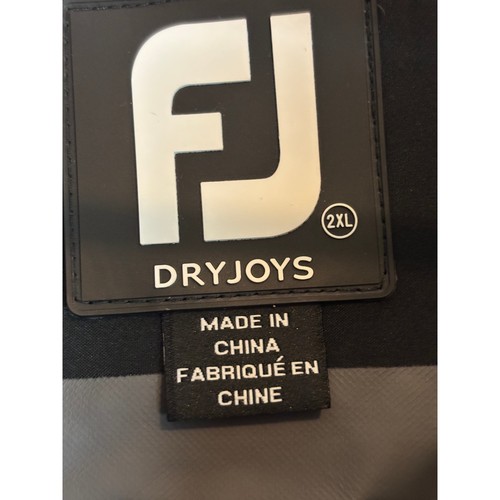 FJ
2XL
DRYJOYS
MADE IN
CHINA
FABRIQUÉ EN
CHINE